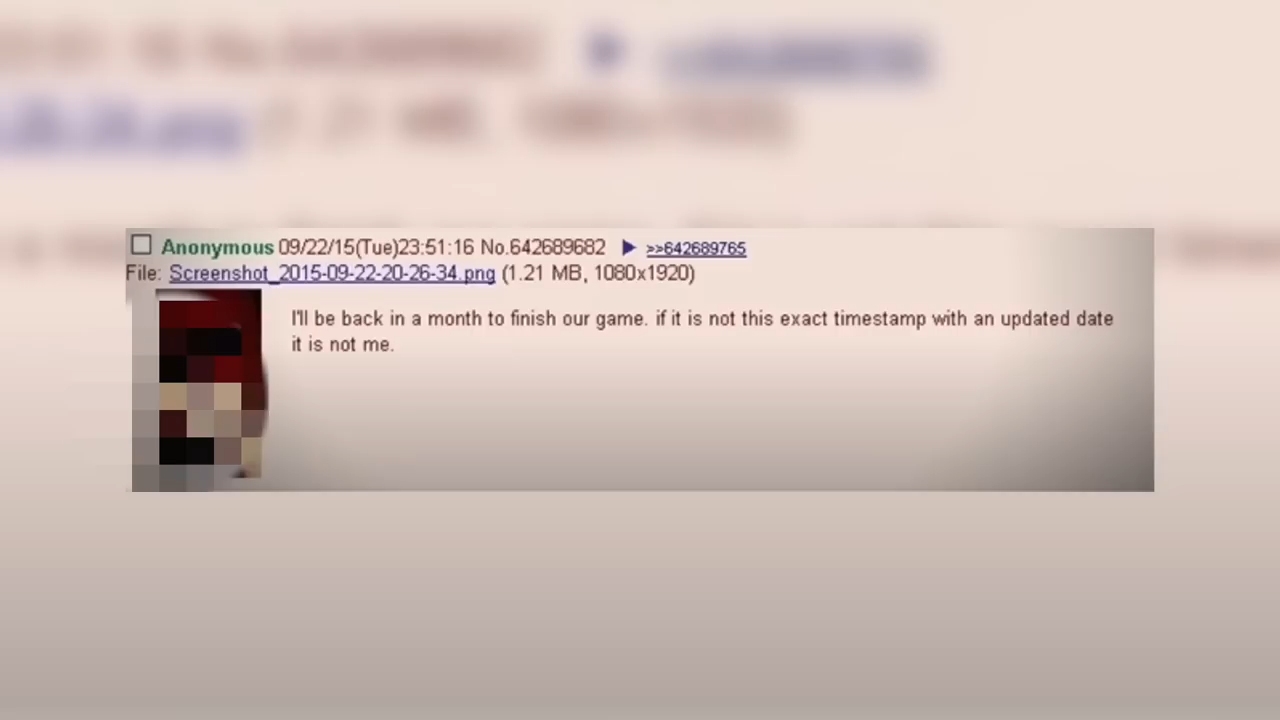 Anonymous 09/22/15(Tue)23:51:16 No.642689682 ▶ >>642689765
File: Screenshot_2015-09-22-20-26-34.png (1.21 MB, 1080x1920)
I'll be back in a month to finish our game. if it is not this exact timestamp with an updated date
it is not me.